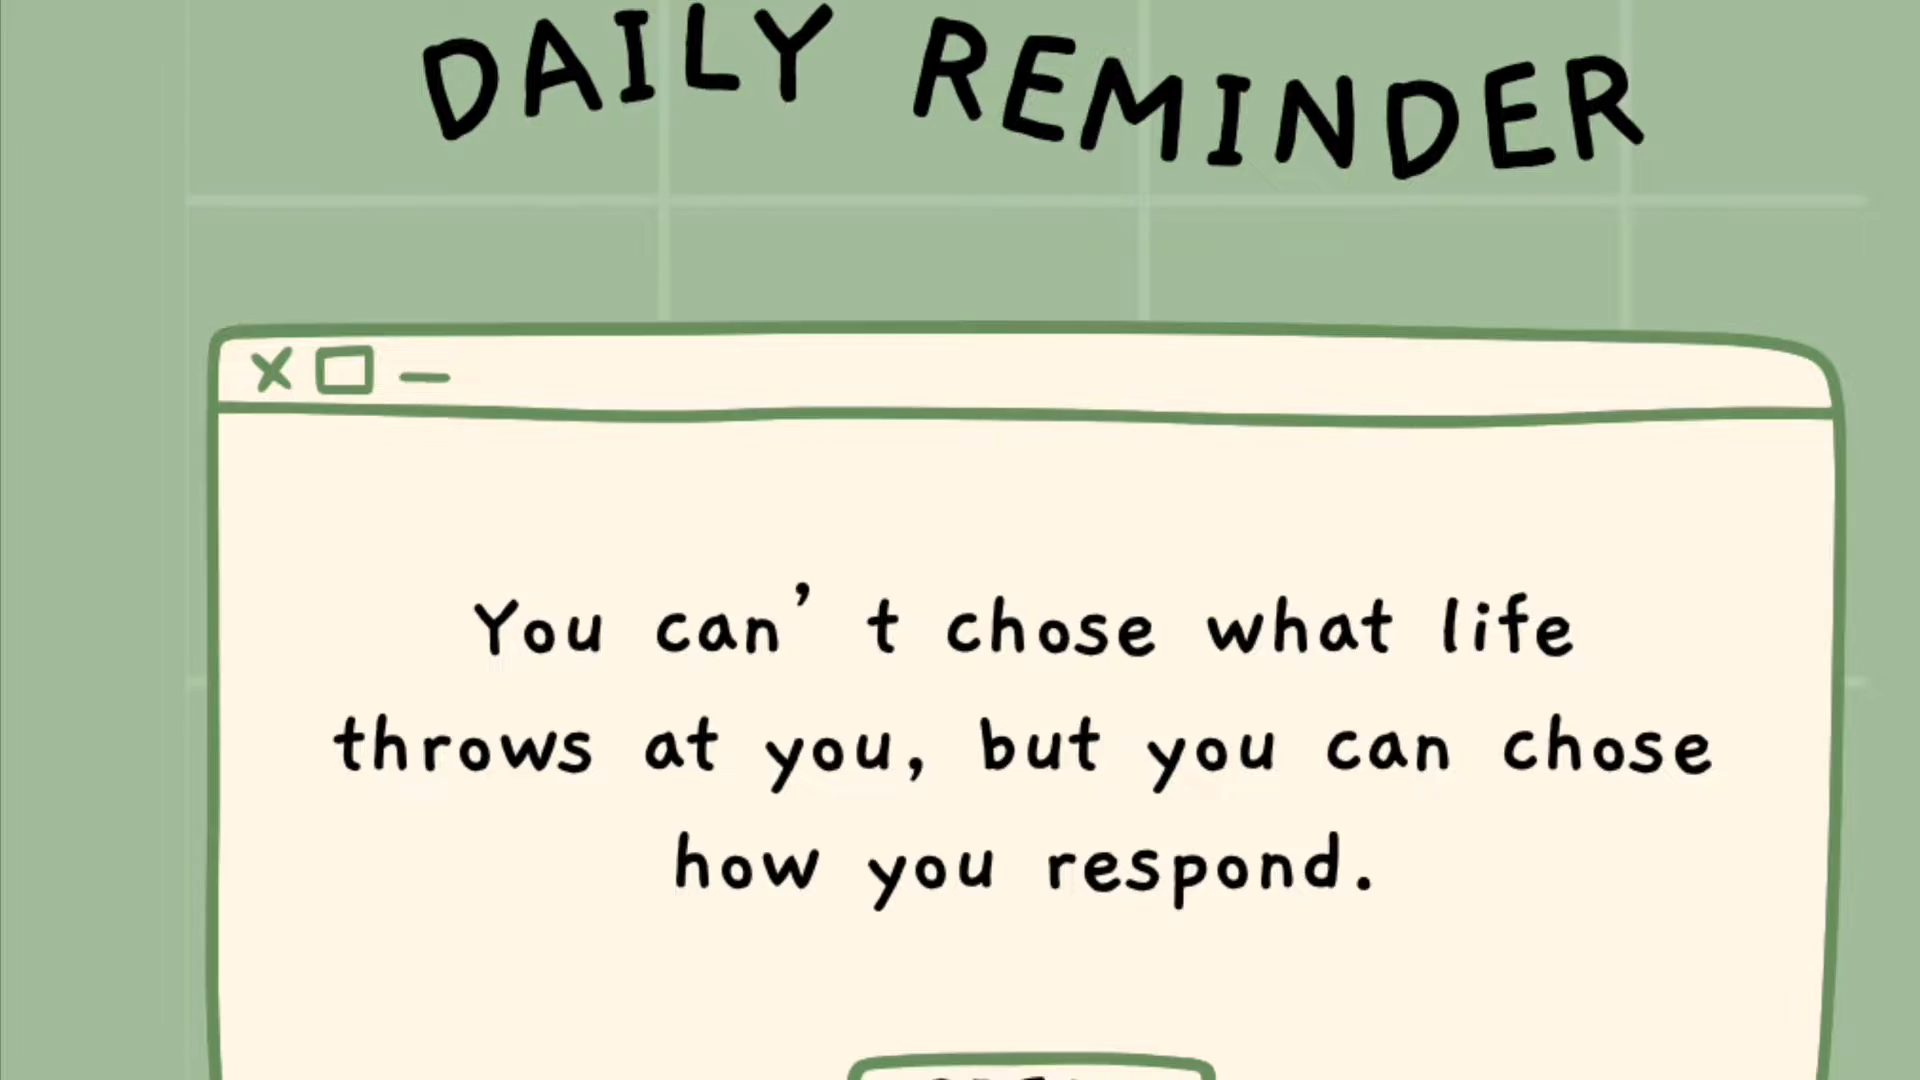 DAILY REMINDER
You can't chose what life
throws at you, but you can chose
how you respond.